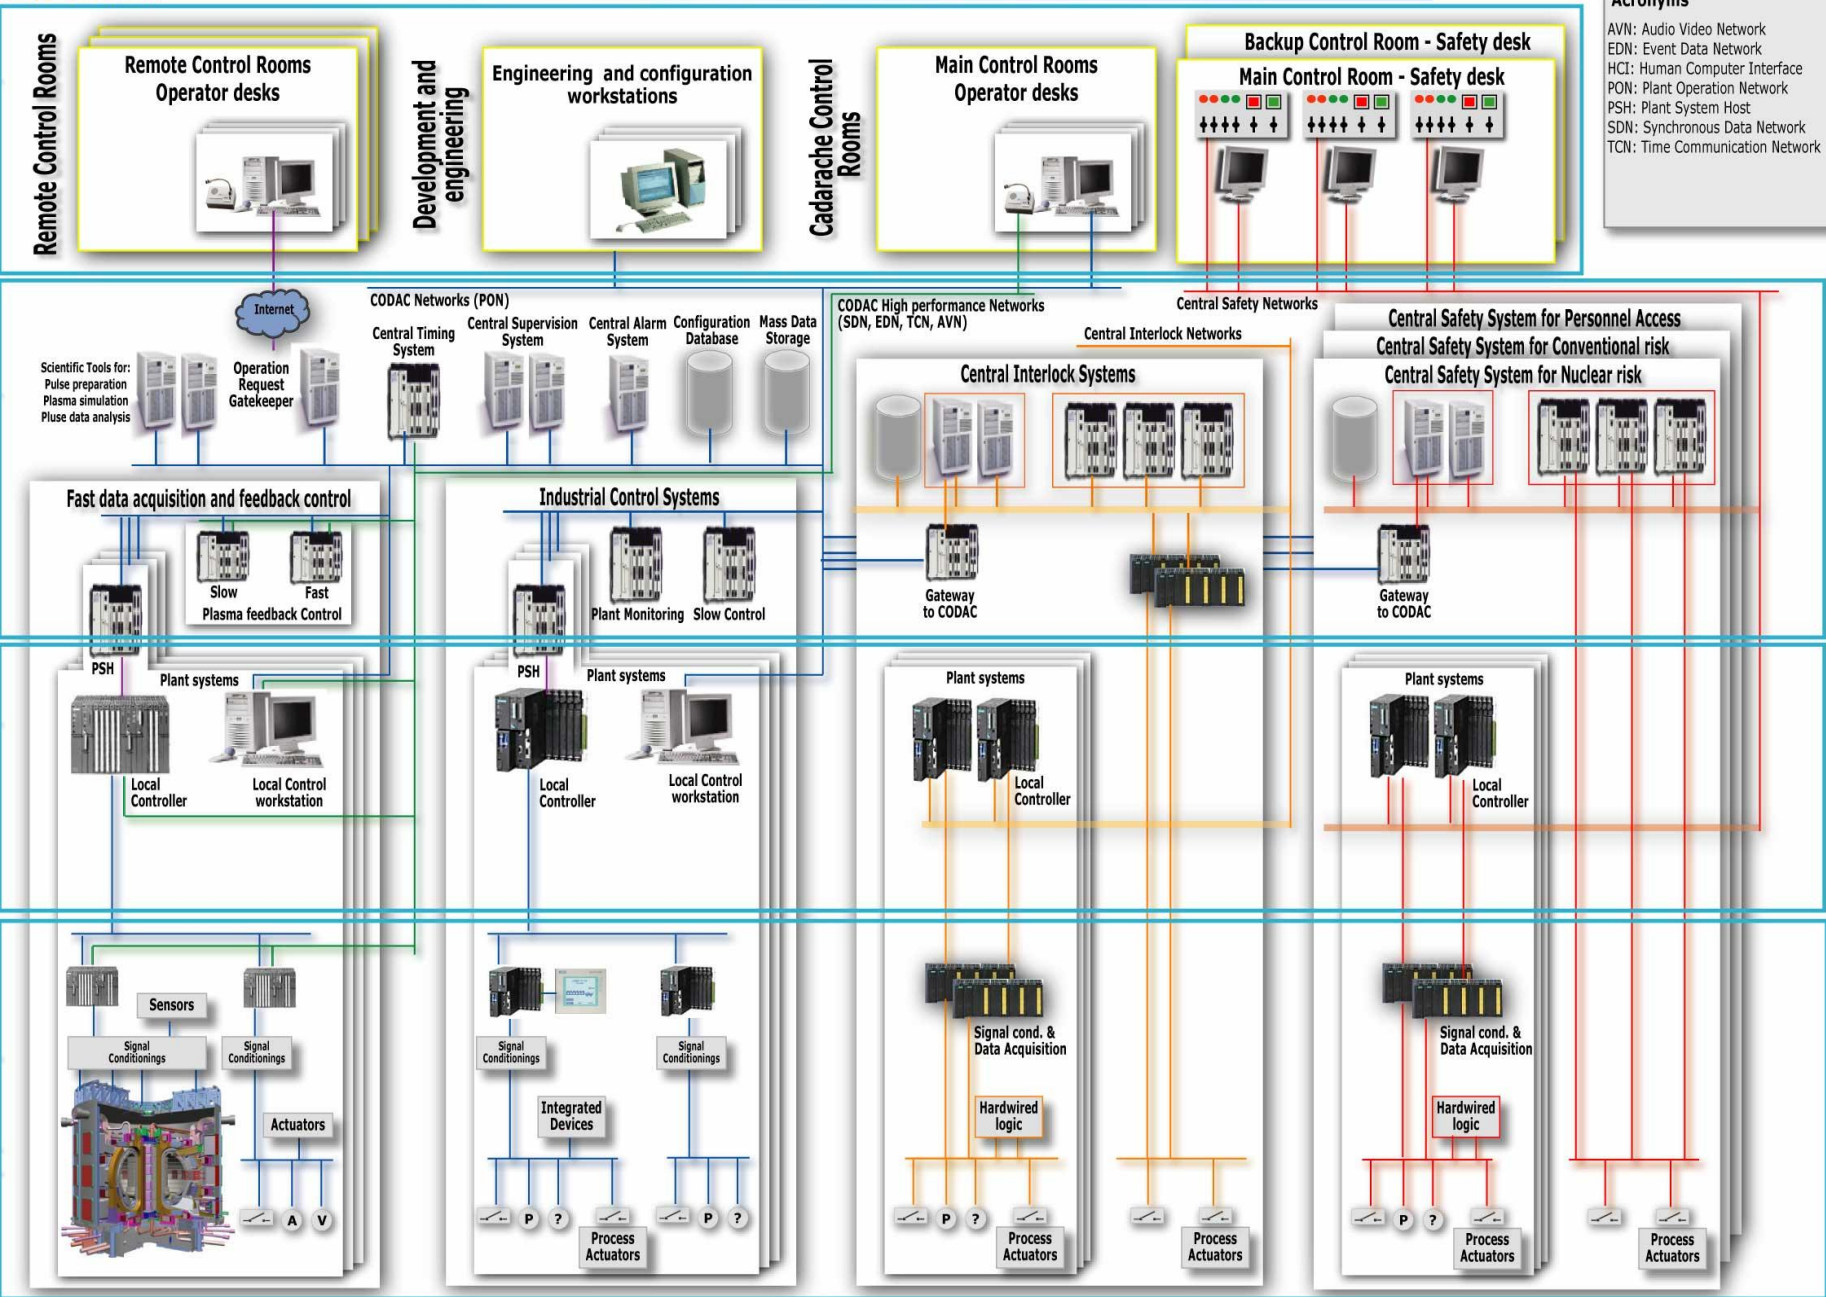 Acronyms
AVN: Audio Video Network
EDN: Event Data Network
HCI: Human Computer Interface
PON: Plant Operation Network
PSH: Plant System Host
SDN: Synchronous Data Network
TCN: Time Communication Network
Remote Control Rooms
Remote Control Rooms
Operator desks
Development and
engineering
Engineering and configuration
workstations
Cadarache Control
Rooms
Main Control Rooms
Operator desks
Backup Control Room - Safety desk
Main Control Room - Safety desk
Internet
CODAC Networks (PON)
CODAC High performance Networks
(SDN, EDN, TCN, AVN)
Central Safety Networks
Central Interlock Networks
Scientific Tools for:
Pulse preparation
Plasma simulation
Pluse data analysis
Operation
Request
Gatekeeper
Central Timing
System
Central Supervision
System
Central Alarm
System
Configuration
Database
Mass Data
Storage
Central Interlock Systems
Central Safety System for Personnel Access
Central Safety System for Conventional risk
Central Safety System for Nuclear risk
Fast data acquisition and feedback control
Slow
Fast
Plasma feedback Control
Industrial Control Systems
Plant Monitoring
Slow Control
Gateway
to CODAC
Gateway
to CODAC
PSH
Plant systems
Local
Controller
Local Control
workstation
PSH
Plant systems
Local
Controller
Local Control
workstation
Plant systems
Local
Controller
Plant systems
Local
Controller
Sensors
Signal
Conditionings
Signal
Conditionings
Actuators
A
V
Signal
Conditionings
Signal
Conditionings
Integrated
Devices
P
?
P
?
Process
Actuators
Signal cond. &
Data Acquisition
Hardwired
logic
P
?
Process
Actuators
Process
Actuators
Signal cond. &
Data Acquisition
Hardwired
logic
P
?
Process
Actuators
Process
Actuators